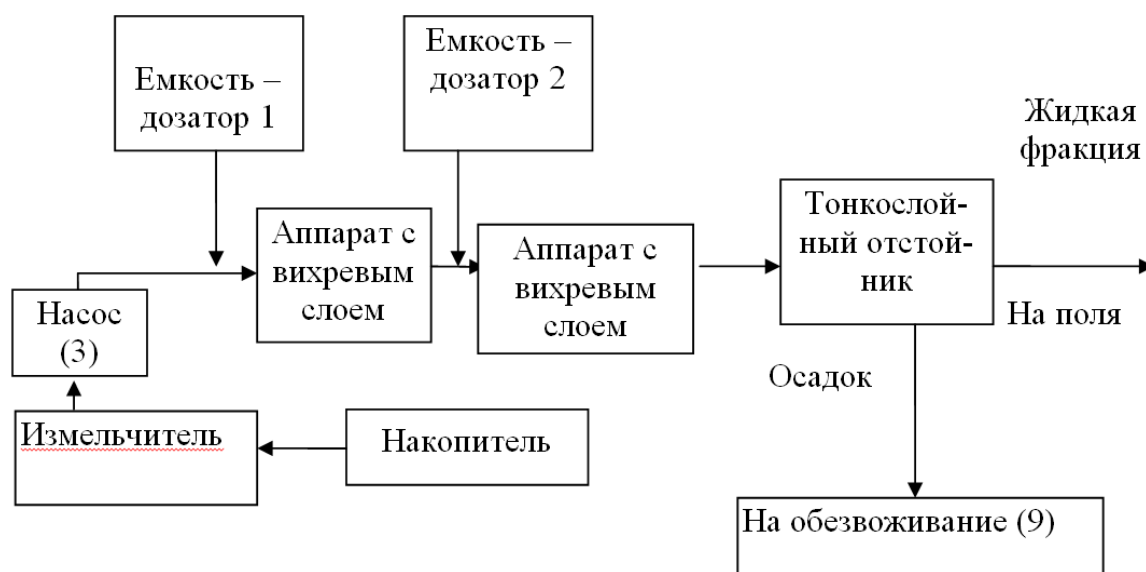 Емкость –
дозатор 1
Емкость –
дозатор 2
Жидкая
фракция
Аппарат с
вихревым
слоем
Аппарат с
вихревым
слоем
Тонкослой-
ный отстой-
ник
Насос
(3)
На поля
Осадок
Измельчитель
Накопитель
На обезвоживание (9)